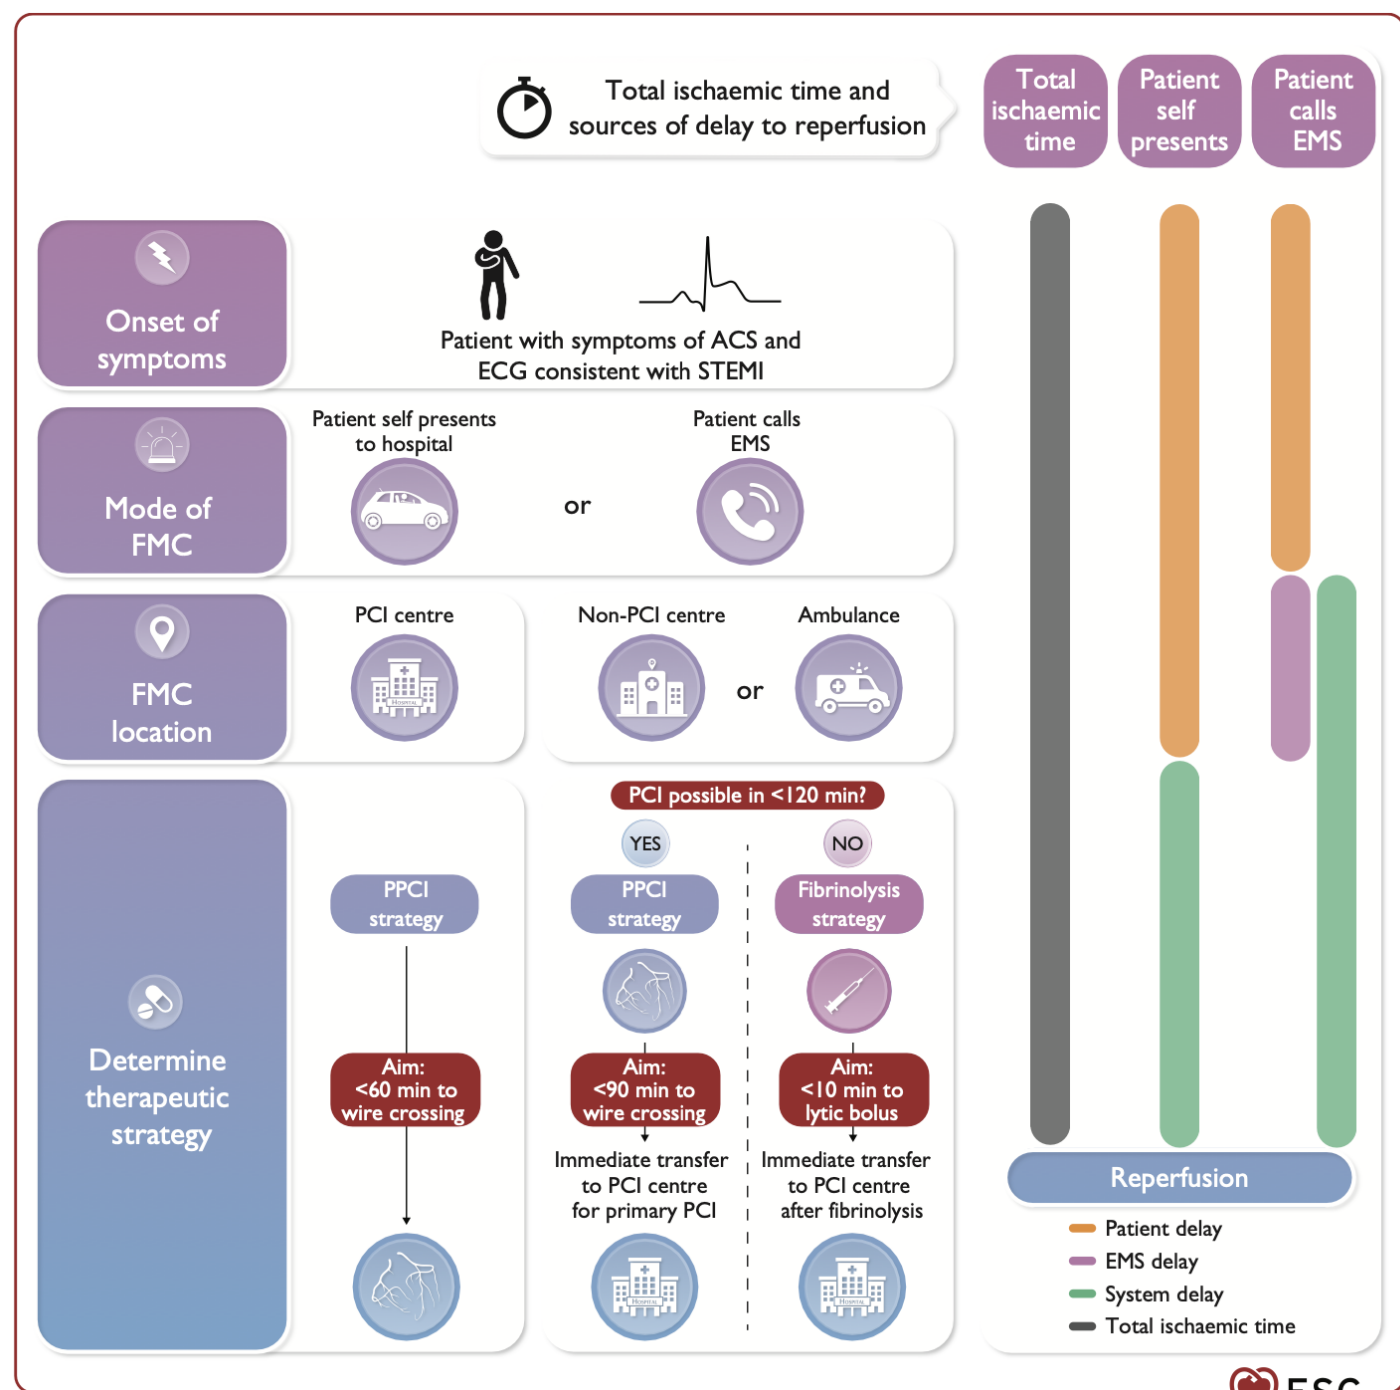 Total ischaemic time and
sources of delay to reperfusion
Total
ischaemic
time
Patient
self
presents
Patient
calls
EMS
Onset of
symptoms
Patient with symptoms of ACS and
ECG consistent with STEMI
Mode of
FMC
Patient self presents
to hospital
or
Patient calls
EMS
FMC
location
PCI centre
HOSPITAL
Non-PCI centre
or
Ambulance
Determine
therapeutic
strategy
PPCI
strategy
Aim:
<60 min to
wire crossing
PCI possible in <120 min?
YES
PPCI
strategy
Aim:
<90 min to
wire crossing
Immediate transfer
to PCI centre
for primary PCI
HOSPITAL
NO
Fibrinolysis
strategy
Aim:
<10 min to
lytic bolus
Immediate transfer
to PCI centre
after fibrinolysis
HOSPITAL
Reperfusion
Patient delay
EMS delay
System delay
Total ischaemic time
ESC